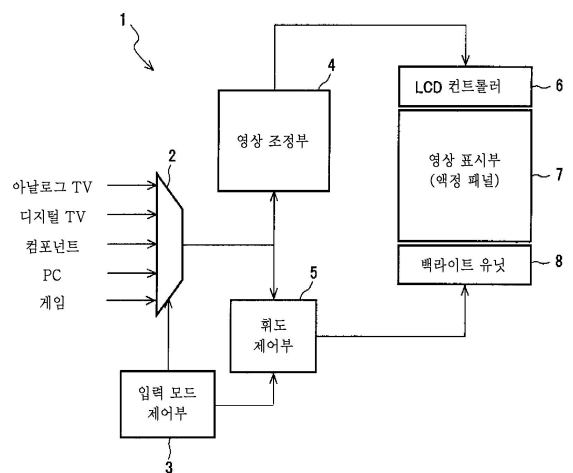 1
4
영상 조정부
LCD 컨트롤러
6
영상 표시부
(액정 패널)
7
백라이트 유닛
8
2
아날로그 TV
디지털 TV
컴포넌트
PC
게임
5
휘도
제어부
입력 모드
제어부
3